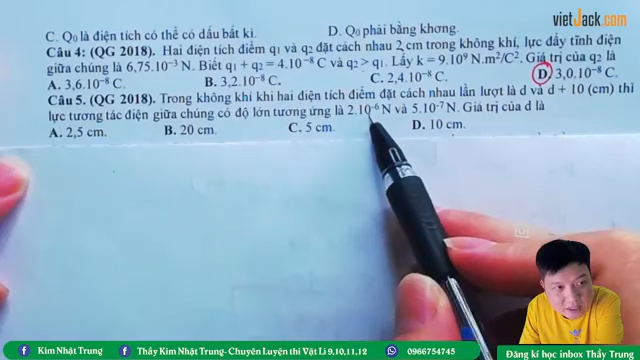 vietJack.com
C. Q₀ là điện tích có thể có dấu bất kì.
D. Q₀ phải bằng không.
Câu 4: (QG 2018). Hai điện tích điểm q₁ và q₂ đặt cách nhau 2 cm trong không khí, lực đẩy tĩnh điện
giữa chúng là 6,75.10⁻³ N. Biết q₁ + q₂ = 4.10⁻⁸ C và q₂ > q₁. Lấy k = 9.10⁹ N.m²/C². Giá trị của q₂ là
A. 3,6.10⁻⁸ C. B. 3,2.10⁻⁸ C. C. 2,4.10⁻⁸ C. D. 3,0.10⁻⁸ C.
Câu 5. (QG 2018). Trong không khí khi hai điện tích điểm đặt cách nhau lần lượt là d và d + 10 (cm) thì
lực tương tác điện giữa chúng có độ lớn tương ứng là 2.10⁻⁶ N và 5.10⁻⁷ N. Giá trị của d là
A. 2,5 cm. B. 20 cm. C. 5 cm. D. 10 cm.
Kim Nhật Trung
Thầy Kim Nhật Trung- Chuyên Luyện thi Vật Lí 9,10,11,12
0966754745
Đăng kí học inbox Thầy Trung